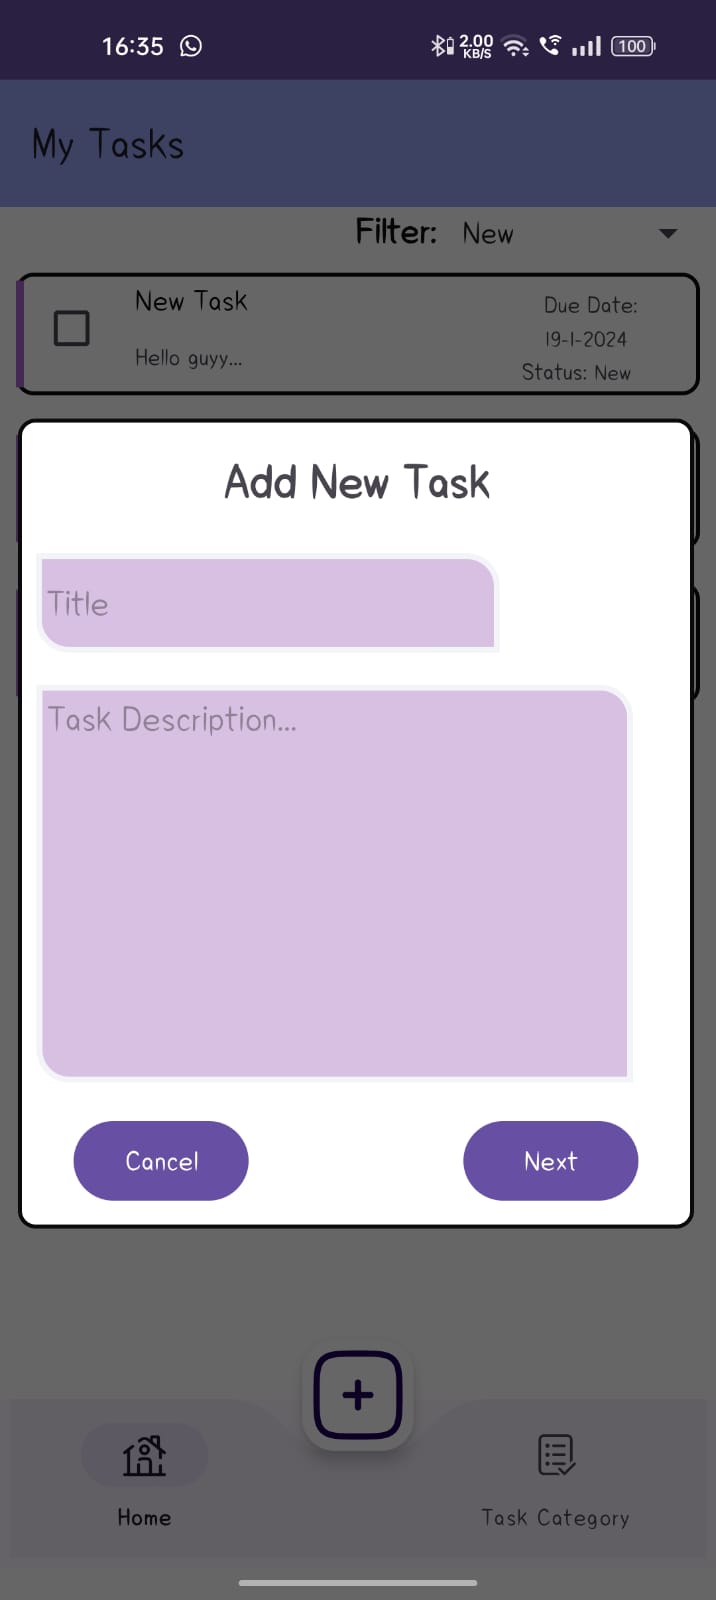 16:35 2.00 KB/S 100
My Tasks
Filter: New
New Task
Due Date:
19-1-2024
Hello guyy...
Status: New
Add New Task
Title
Task Description...
Cancel Next
Home Task Category